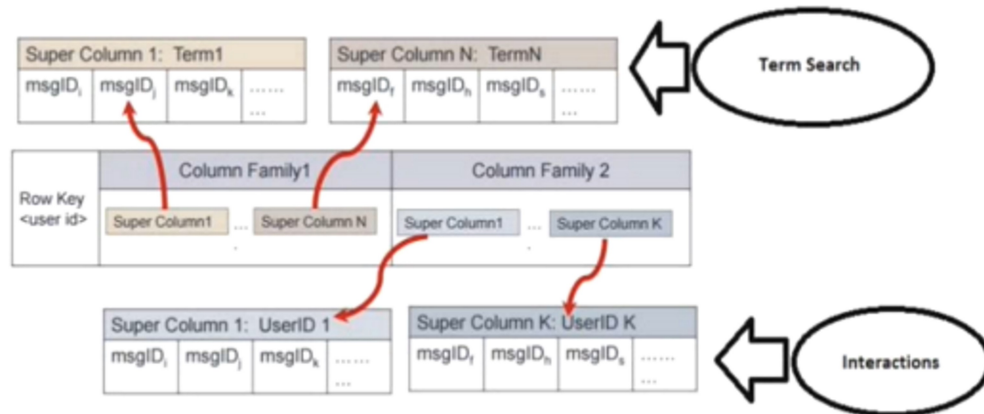 Super Column 1: Term1
msgIDᵢ msgIDⱼ msgIDₖ ......
...
Super Column N: TermN
msgID_f msgIDₕ msgIDₛ ......
...
Term Search
Row Key
<user id>
Column Family1
Column Family 2
Super Column1 ... Super Column N
.
Super Column1 ... Super Column K
.
Super Column 1: UserID 1
msgIDᵢ msgIDⱼ msgIDₖ ......
...
Super Column K: UserID K
msgID_f msgIDₕ msgIDₛ ......
...
Interactions